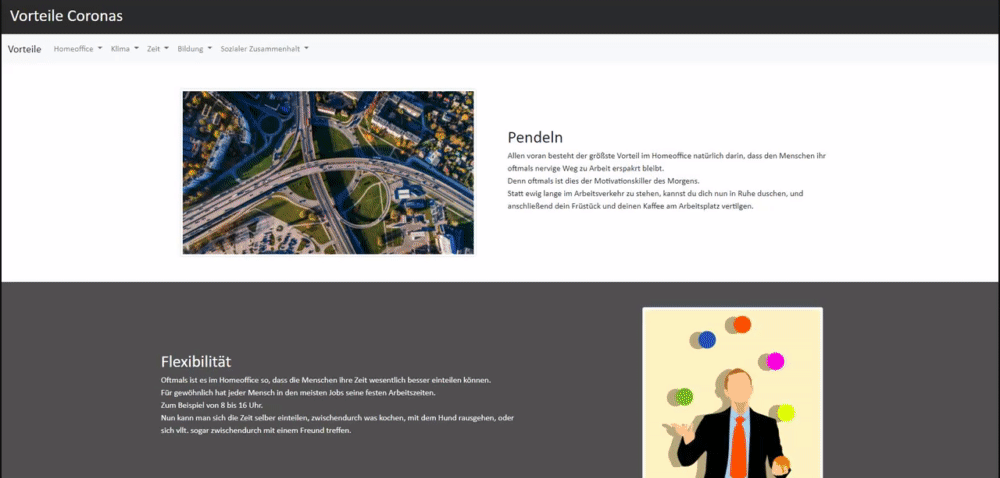 Vorteile Coronas
Vorteile Homeoffice Klima Zeit Bildung Sozialer Zusammenhalt
Pendeln
Allen voran besteht der größste Vorteil im Homeoffice natürlich darin, dass den Menschen ihr
oftmals nervige Weg zu Arbeit erspakrt bleibt.
Denn oftmals ist dies der Motivationskiller des Morgens.
Statt ewig lange im Arbeitsverkehr zu stehen, kannst du dich nun in Ruhe duschen, und
anschließend dein Früstück und deinen Kaffee am Arbeitsplatz vertilgen.
Flexibilität
Oftmals ist es im Homeoffice so, dass die Menschen ihre Zeit wesentlich besser einteilen können.
Für gewöhnlich hat jeder Mensch in den meisten Jobs seine festen Arbeitszeiten.
Zum Beispiel von 8 bis 16 Uhr.
Nun kann man sich die Zeit selber einteilen, zwischendurch was kochen, mit dem Hund rausgehen, oder
sich vllt. sogar zwischendurch mit einem Freund treffen.